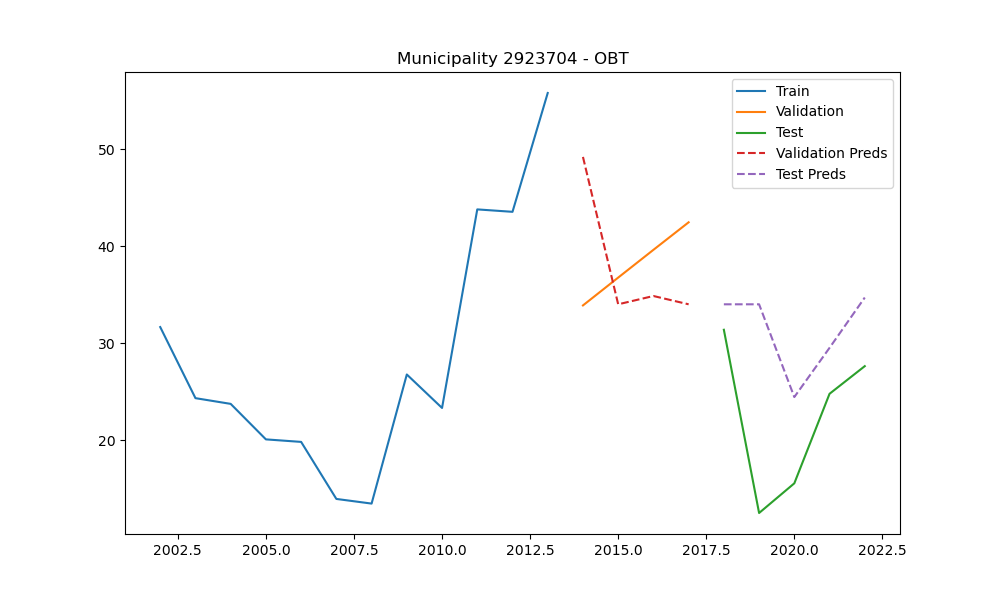 Municipality 2923704 - OBT
Train
Validation
Test
Validation Preds
Test Preds
50
40
30
20
2002.5 2005.0 2007.5 2010.0 2012.5 2015.0 2017.5 2020.0 2022.5